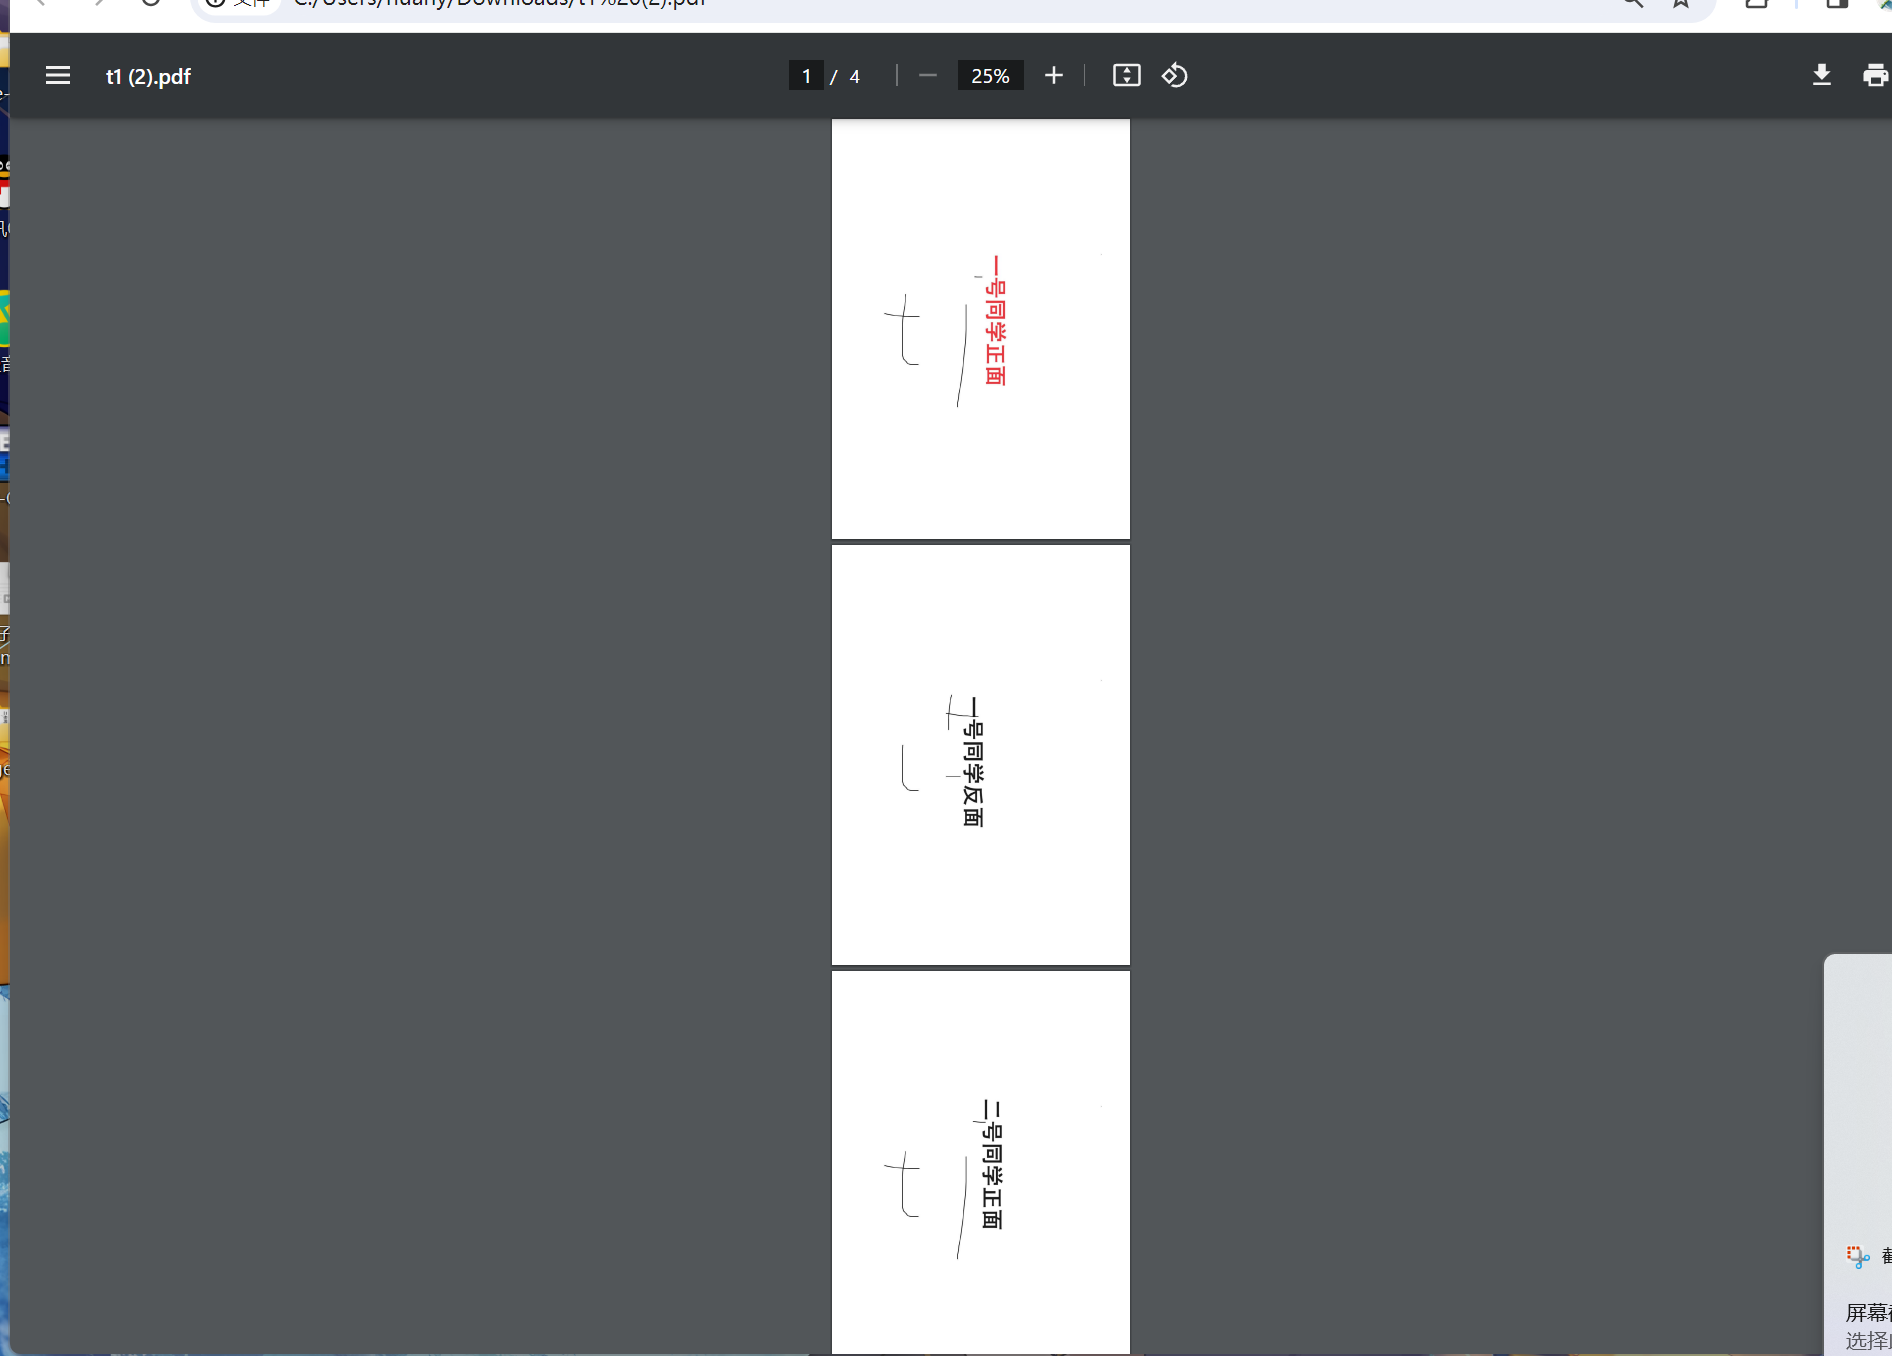 文件 C:/Users/huany/Downloads/t1%20(2).pdf
t1 (2).pdf
1 / 4
25%
一号同学正面
t
一号同学反面
二号同学正面
t
屏幕
选择